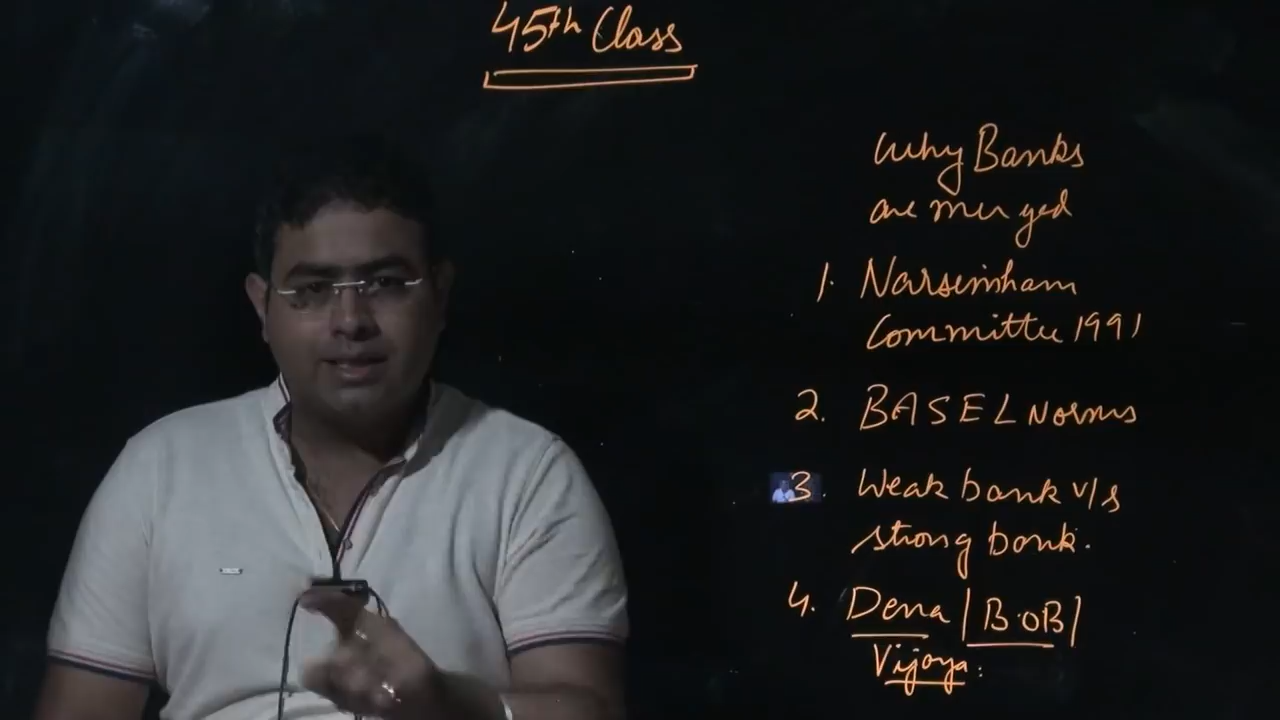 45th Class
Why Banks
are merged
1. Narsimham
Committee 1991
2. BASEL Norms
3. Weak bank v/s
strong bank.
4. Dena | B.OB |
Vijaya :